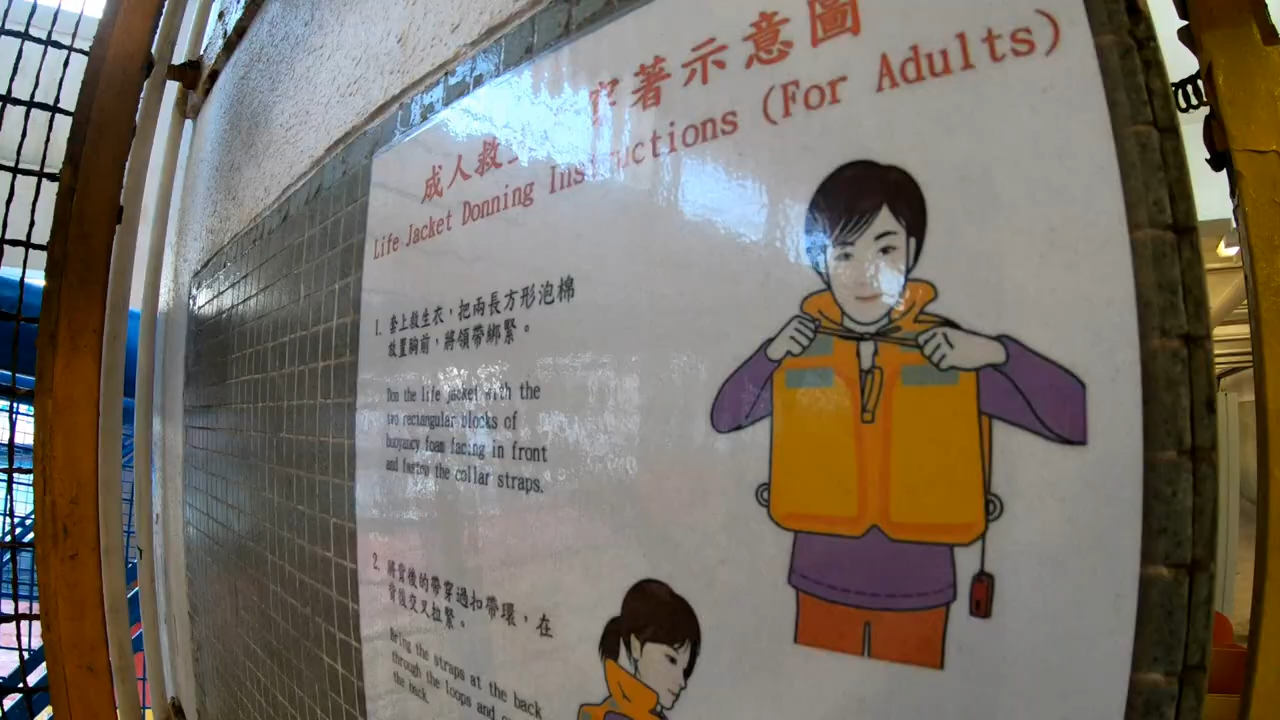 成人救 著示意圖
Life Jacket Donning Instructions (For Adults)
1. 套上救生衣，把兩長方形泡棉
放置胸前，將領帶綁緊。
Don the life jacket with the
two rectangular blocks of
buoyancy foam facing in front
and fasten the collar straps.
2. 將背後的帶穿過扣帶環，在
背後交叉拉緊。
Bring the straps at the back
through the loops and
the back.